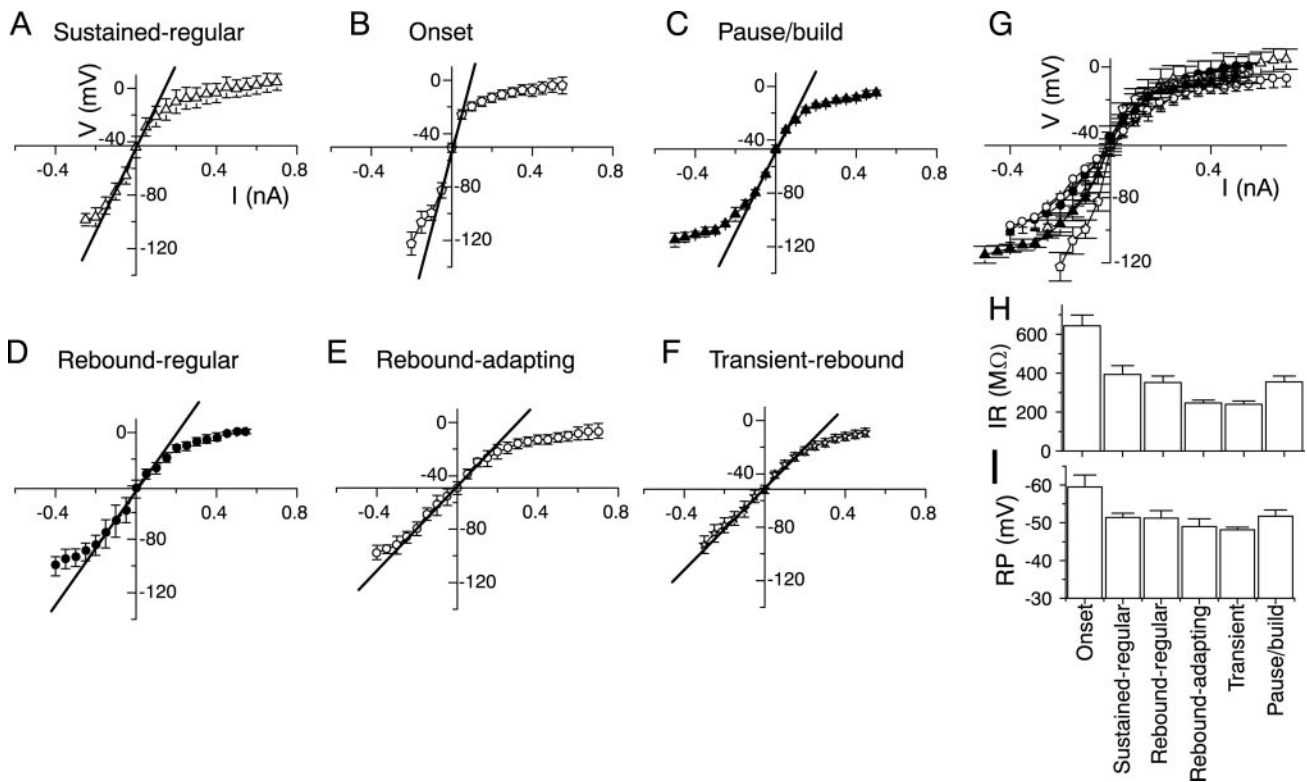 A Sustained-regular
V (mV)
0
-40
-0.4
0.4
0.8
I (nA)
-80
-120
B Onset
0
-40
-0.4
0.4
0.8
-80
-120
C Pause/build
0
-40
-0.4
0.4
0.8
-80
-120
G
V (mV)
0
-40
-0.4
0.4
I (nA)
-80
-120
D Rebound-regular
0
-40
-0.4
0.4
0.8
-80
-120
E Rebound-adapting
0
-40
-0.4
0.4
0.8
-80
-120
F Transient-rebound
0
-40
-0.4
0.4
0.8
-80
-120
H
IR (MΩ)
600
400
200
0
I
RP (mV)
-60
-50
-40
-30
Onset
Sustained-regular
Rebound-regular
Rebound-adapting
Transient
Pause/build